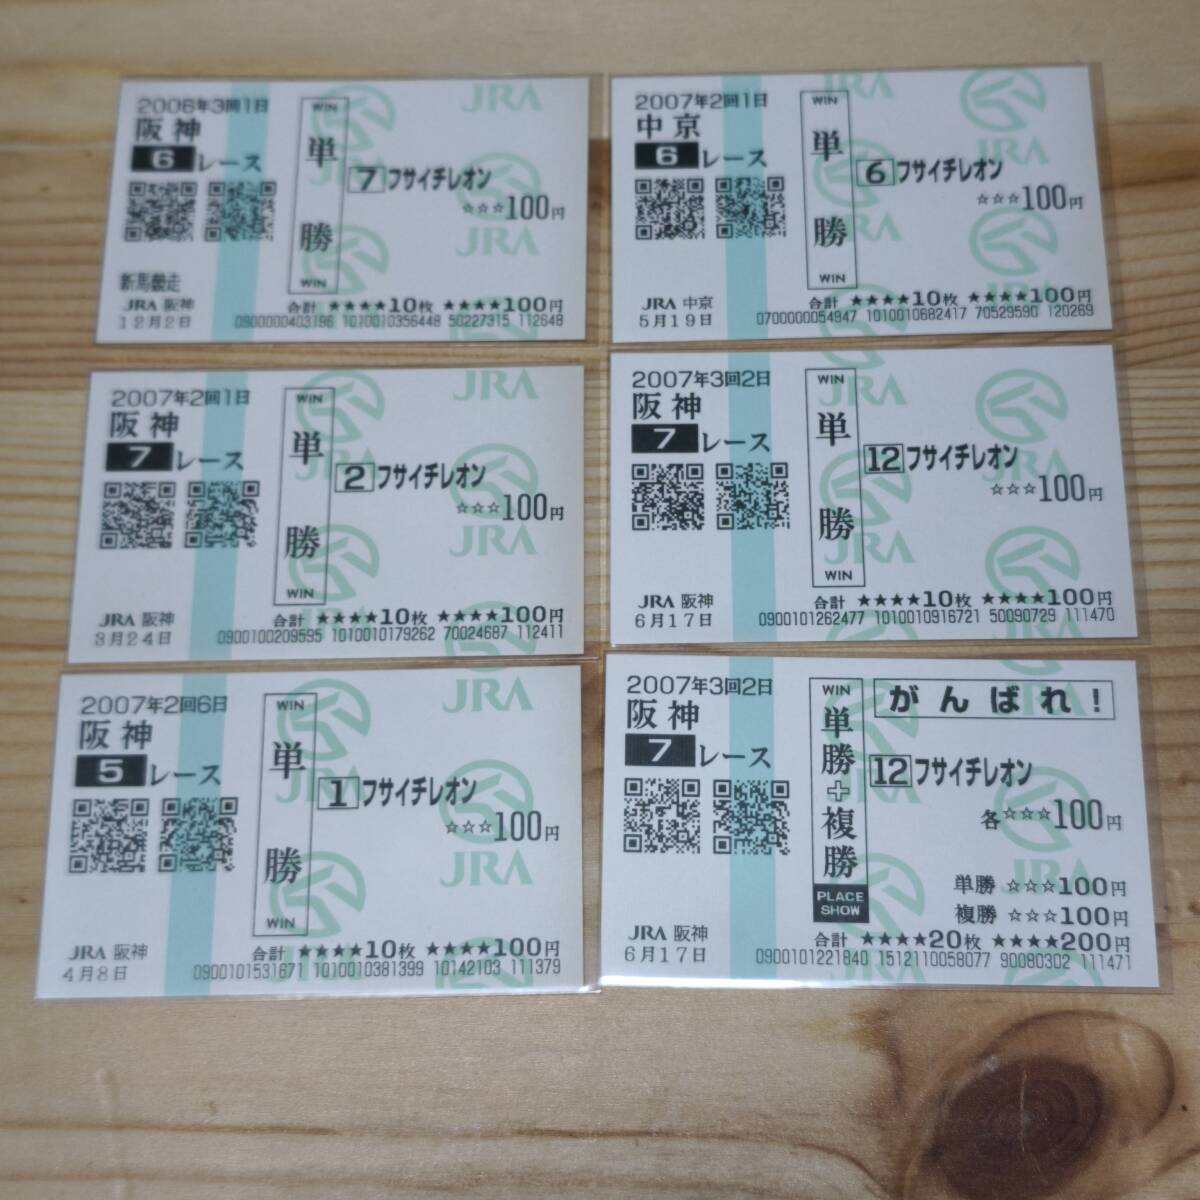 2006年3回1日
阪神
6レース
WIN
単勝
WIN
7 フサイチレオン
☆☆☆100円
新馬競走
JRA 阪神
12月2日
合計 ★★★★10枚 ★★★★100円
0900000403196 1010010356448 50227315 112648
2007年2回1日
中京
6レース
WIN
単勝
WIN
6 フサイチレオン
☆☆☆100円
JRA 中京
5月19日
合計 ★★★★10枚 ★★★★100円
0700000054947 1010010682417 70529590 120269
2007年2回1日
阪神
7レース
WIN
単勝
WIN
2 フサイチレオン
☆☆☆100円
JRA 阪神
3月24日
合計 ★★★★10枚 ★★★★100円
0900100209595 1010010179262 70024687 112411
2007年3回2日
阪神
7レース
WIN
単勝
WIN
12 フサイチレオン
☆☆☆100円
JRA 阪神
6月17日
合計 ★★★★10枚 ★★★★100円
0900101262477 1010010916721 50090729 111470
2007年2回6日
阪神
5レース
WIN
単勝
WIN
1 フサイチレオン
☆☆☆100円
JRA 阪神
4月8日
合計 ★★★★10枚 ★★★★100円
0900101531671 1010010381399 10142103 111379
2007年3回2日
阪神
7レース
WIN
単勝+複勝
PLACE
SHOW
がんばれ!
12 フサイチレオン
各☆☆☆100円
単勝 ☆☆☆100円
複勝 ☆☆☆100円
JRA 阪神
6月17日
合計 ★★★★20枚 ★★★★200円
0900101221840 1512110058077 90080302 111471